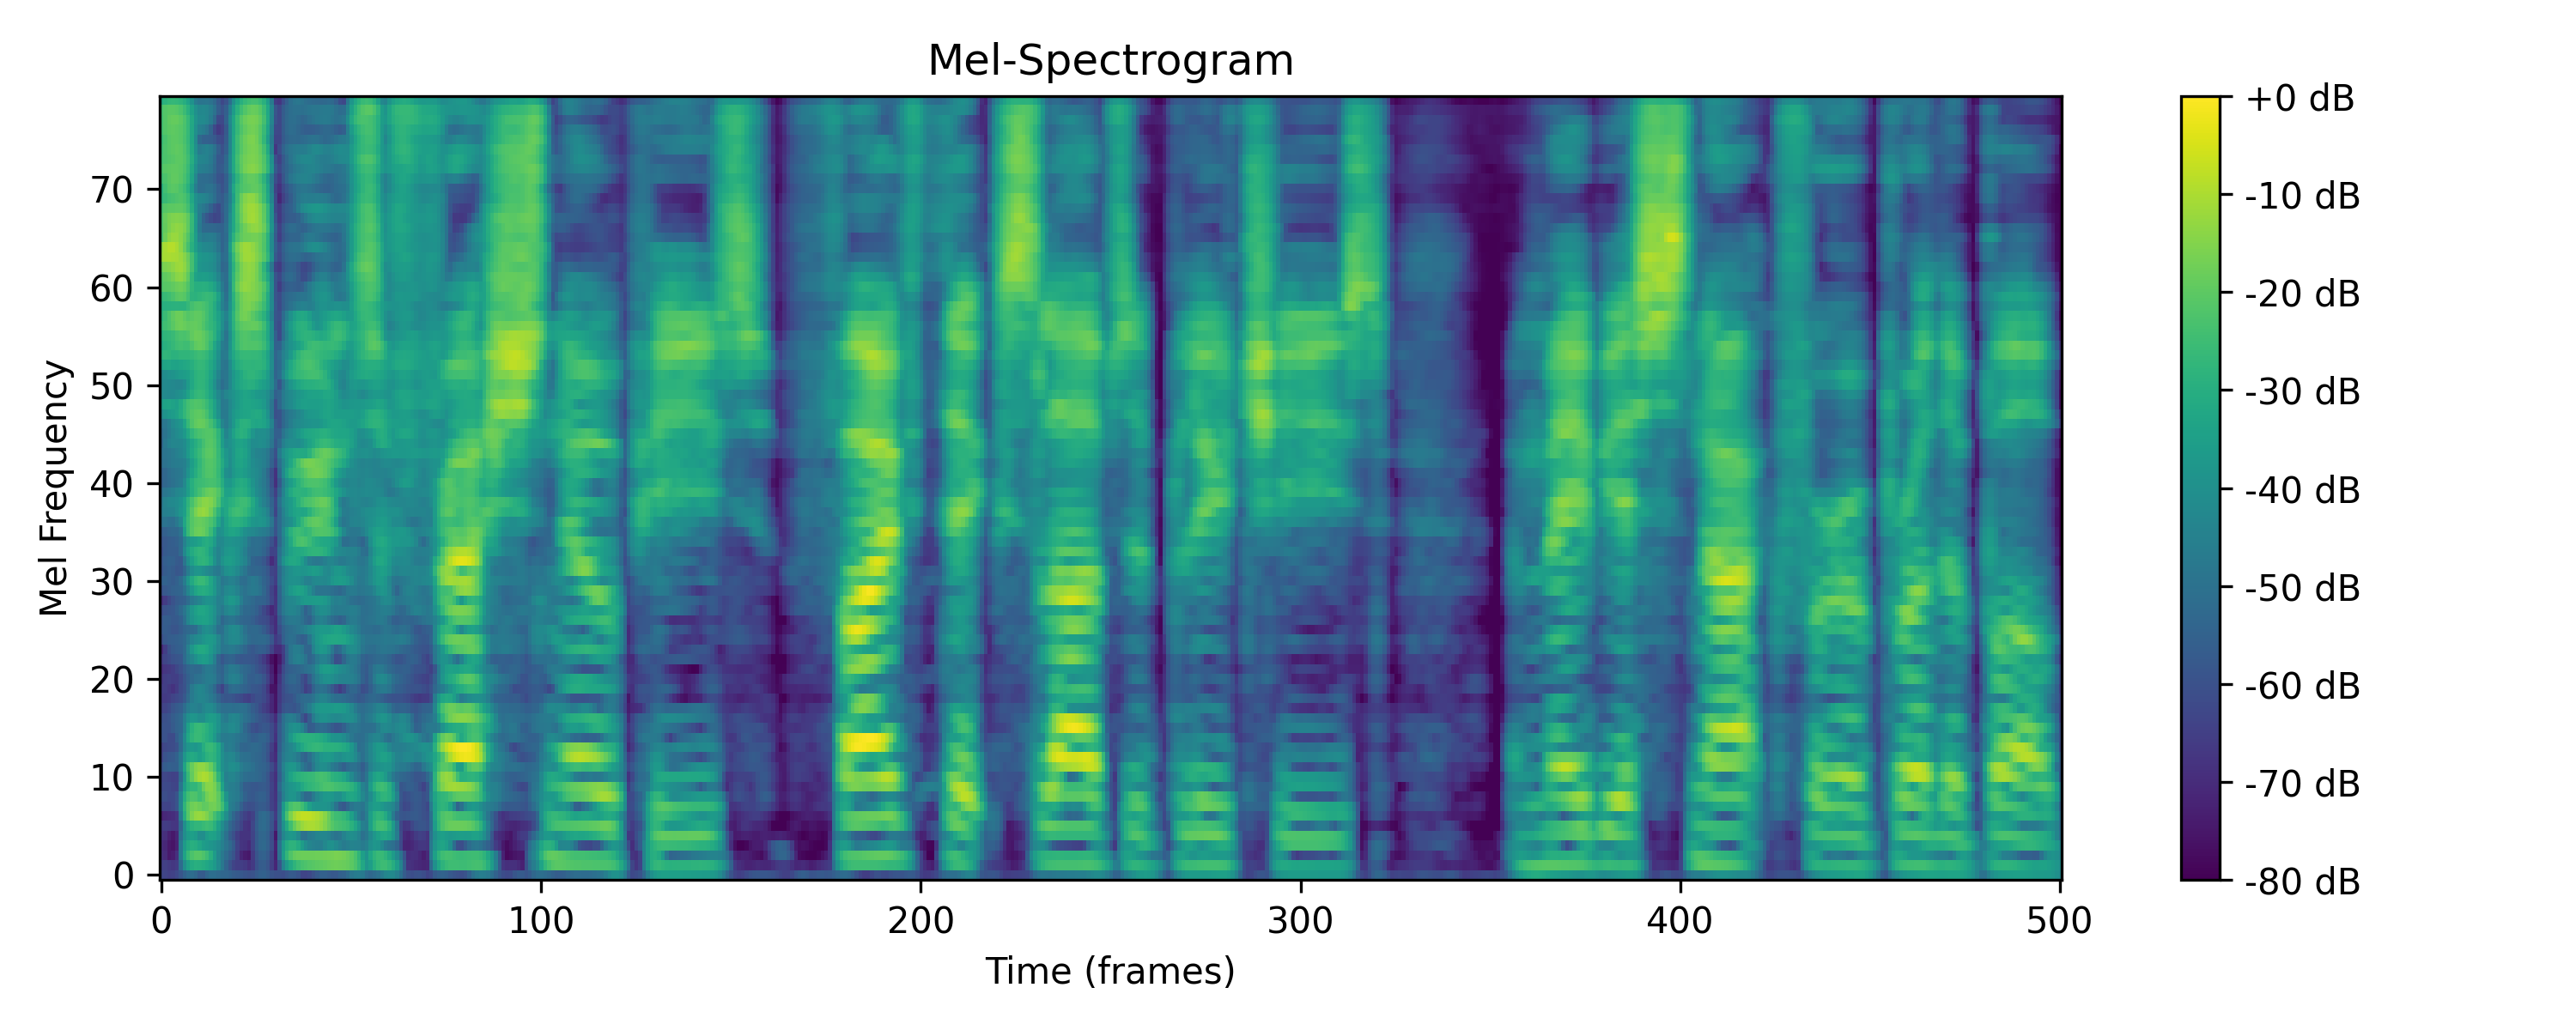 Mel-Spectrogram
Mel Frequency
70
60
50
40
30
20
10
0
0 100 200 300 400 500
Time (frames)
+0 dB
-10 dB
-20 dB
-30 dB
-40 dB
-50 dB
-60 dB
-70 dB
-80 dB